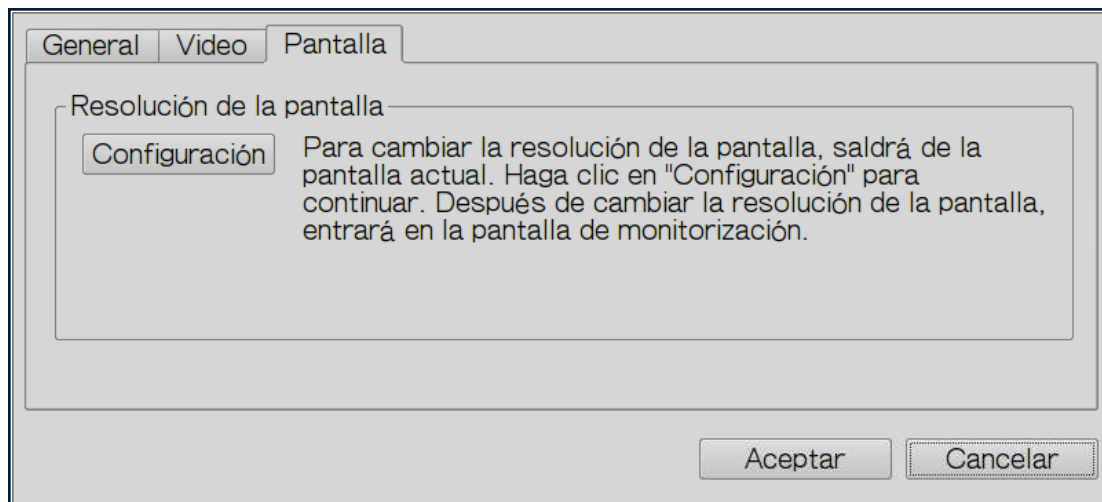 General Video Pantalla
Resolución de la pantalla
Configuración
Para cambiar la resolución de la pantalla, saldrá de la
pantalla actual. Haga clic en "Configuración" para
continuar. Después de cambiar la resolución de la pantalla,
entrará en la pantalla de monitorización.
Aceptar Cancelar